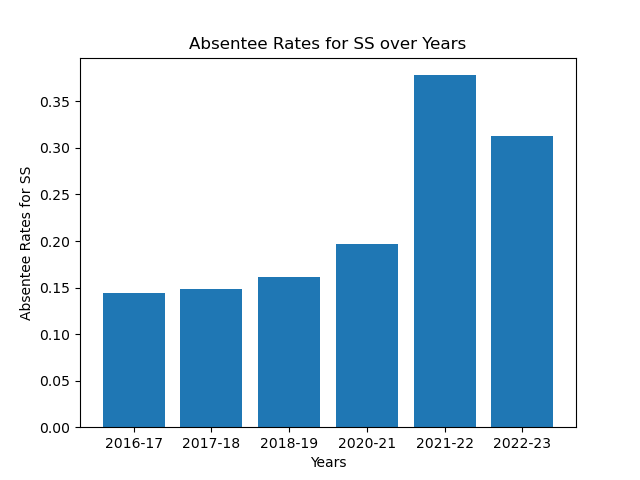 Absentee Rates for SS over Years
Absentee Rates for SS
0.35
0.30
0.25
0.20
0.15
0.10
0.05
0.00
2016-17 2017-18 2018-19 2020-21 2021-22 2022-23
Years